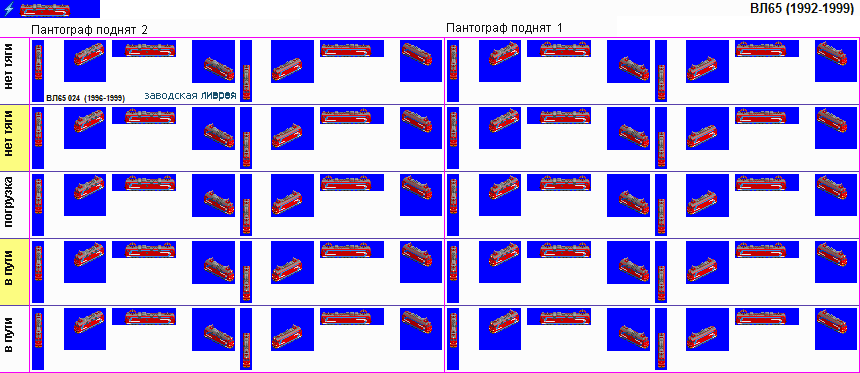 ВЛ65 (1992-1999)
Пантограф поднят 2
Пантограф поднят 1
нет тяги
ВЛ65 024 (1996-1999)
заводская ливрея
нет тяги
погрузка
в пути
в пути